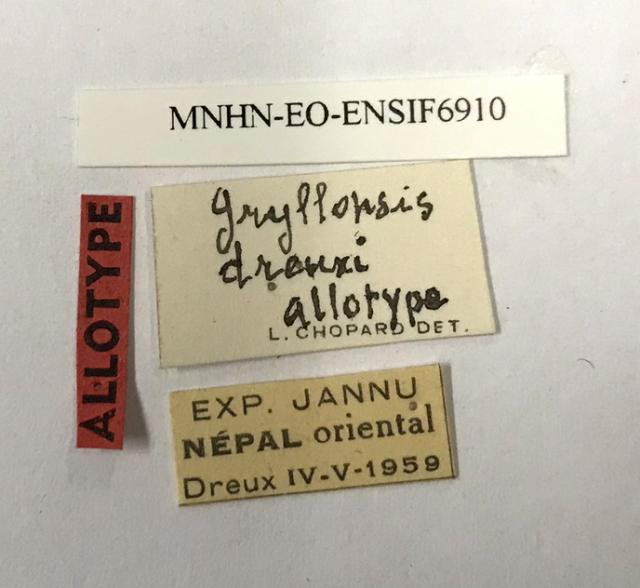 MNHN-EO-ENSIF6910
ALLOTYPE
Gryllopsis
dreuxi
allotype
L. CHOPARD DET.
EXP. JANNU
NÉPAL oriental
Dreux IV-V-1959